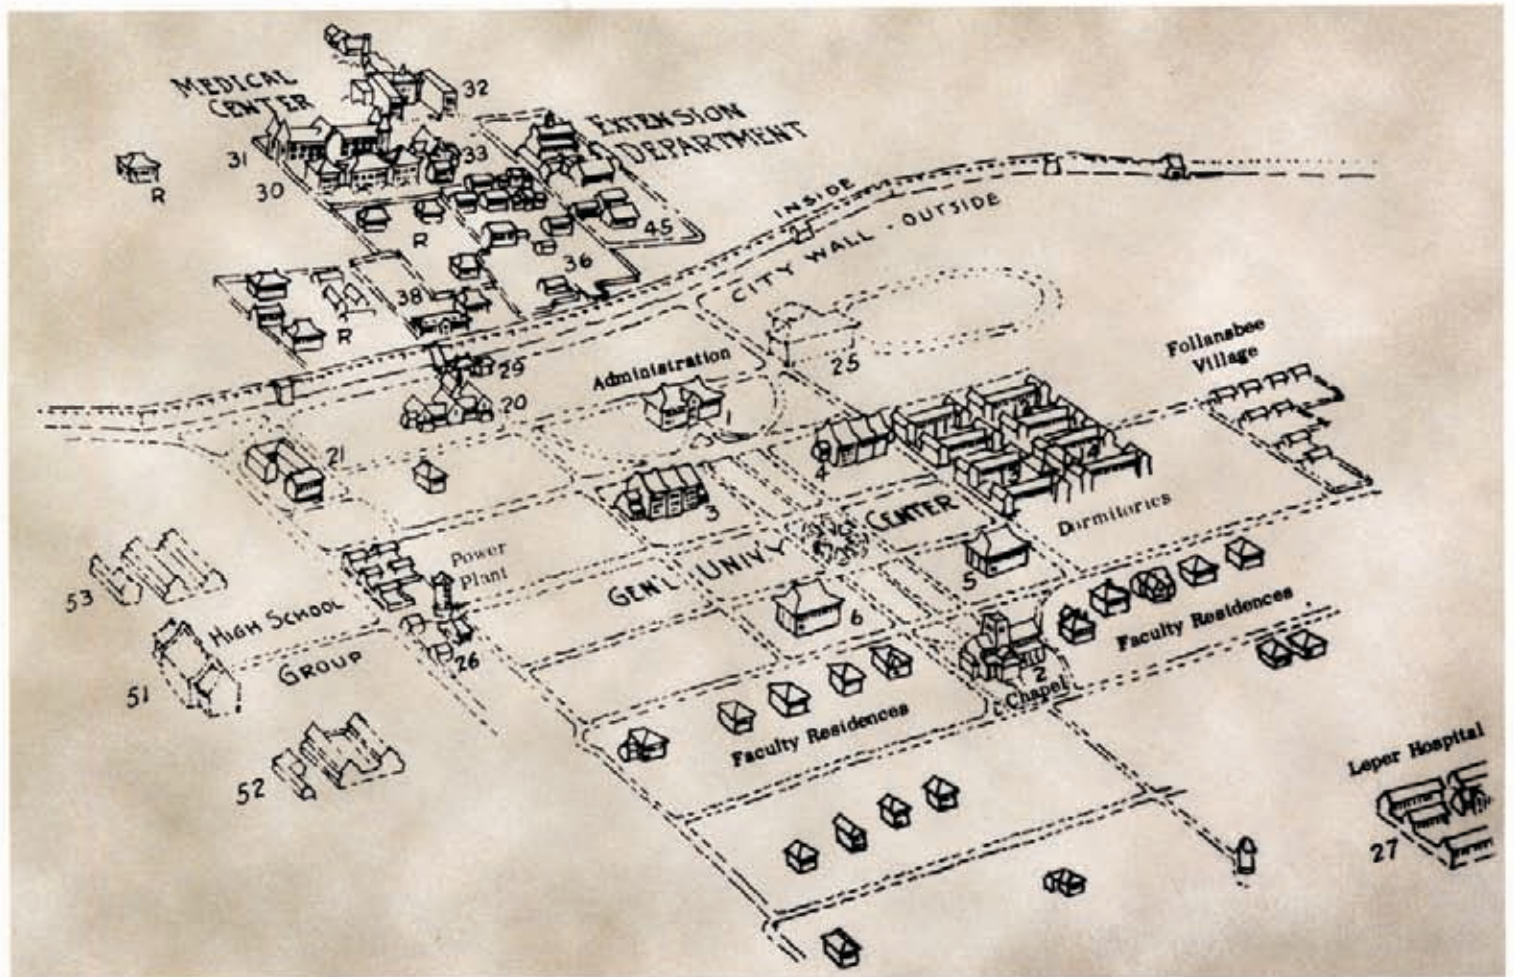 MEDICAL
CENTER
32
EXTENSION
DEPARTMENT
31
33
30
R
R
45
36
38
R
INSIDE
CITY WALL - OUTSIDE
29
20
Administration
1
25
Follansbee
Village
21
4
3
Power
Plant
GEN'L UNIV'Y CENTER
Dormitories
5
6
53
HIGH SCHOOL
GROUP
26
51
52
2
Chapel
Faculty Residences
Faculty Residences
Leper Hospital
27